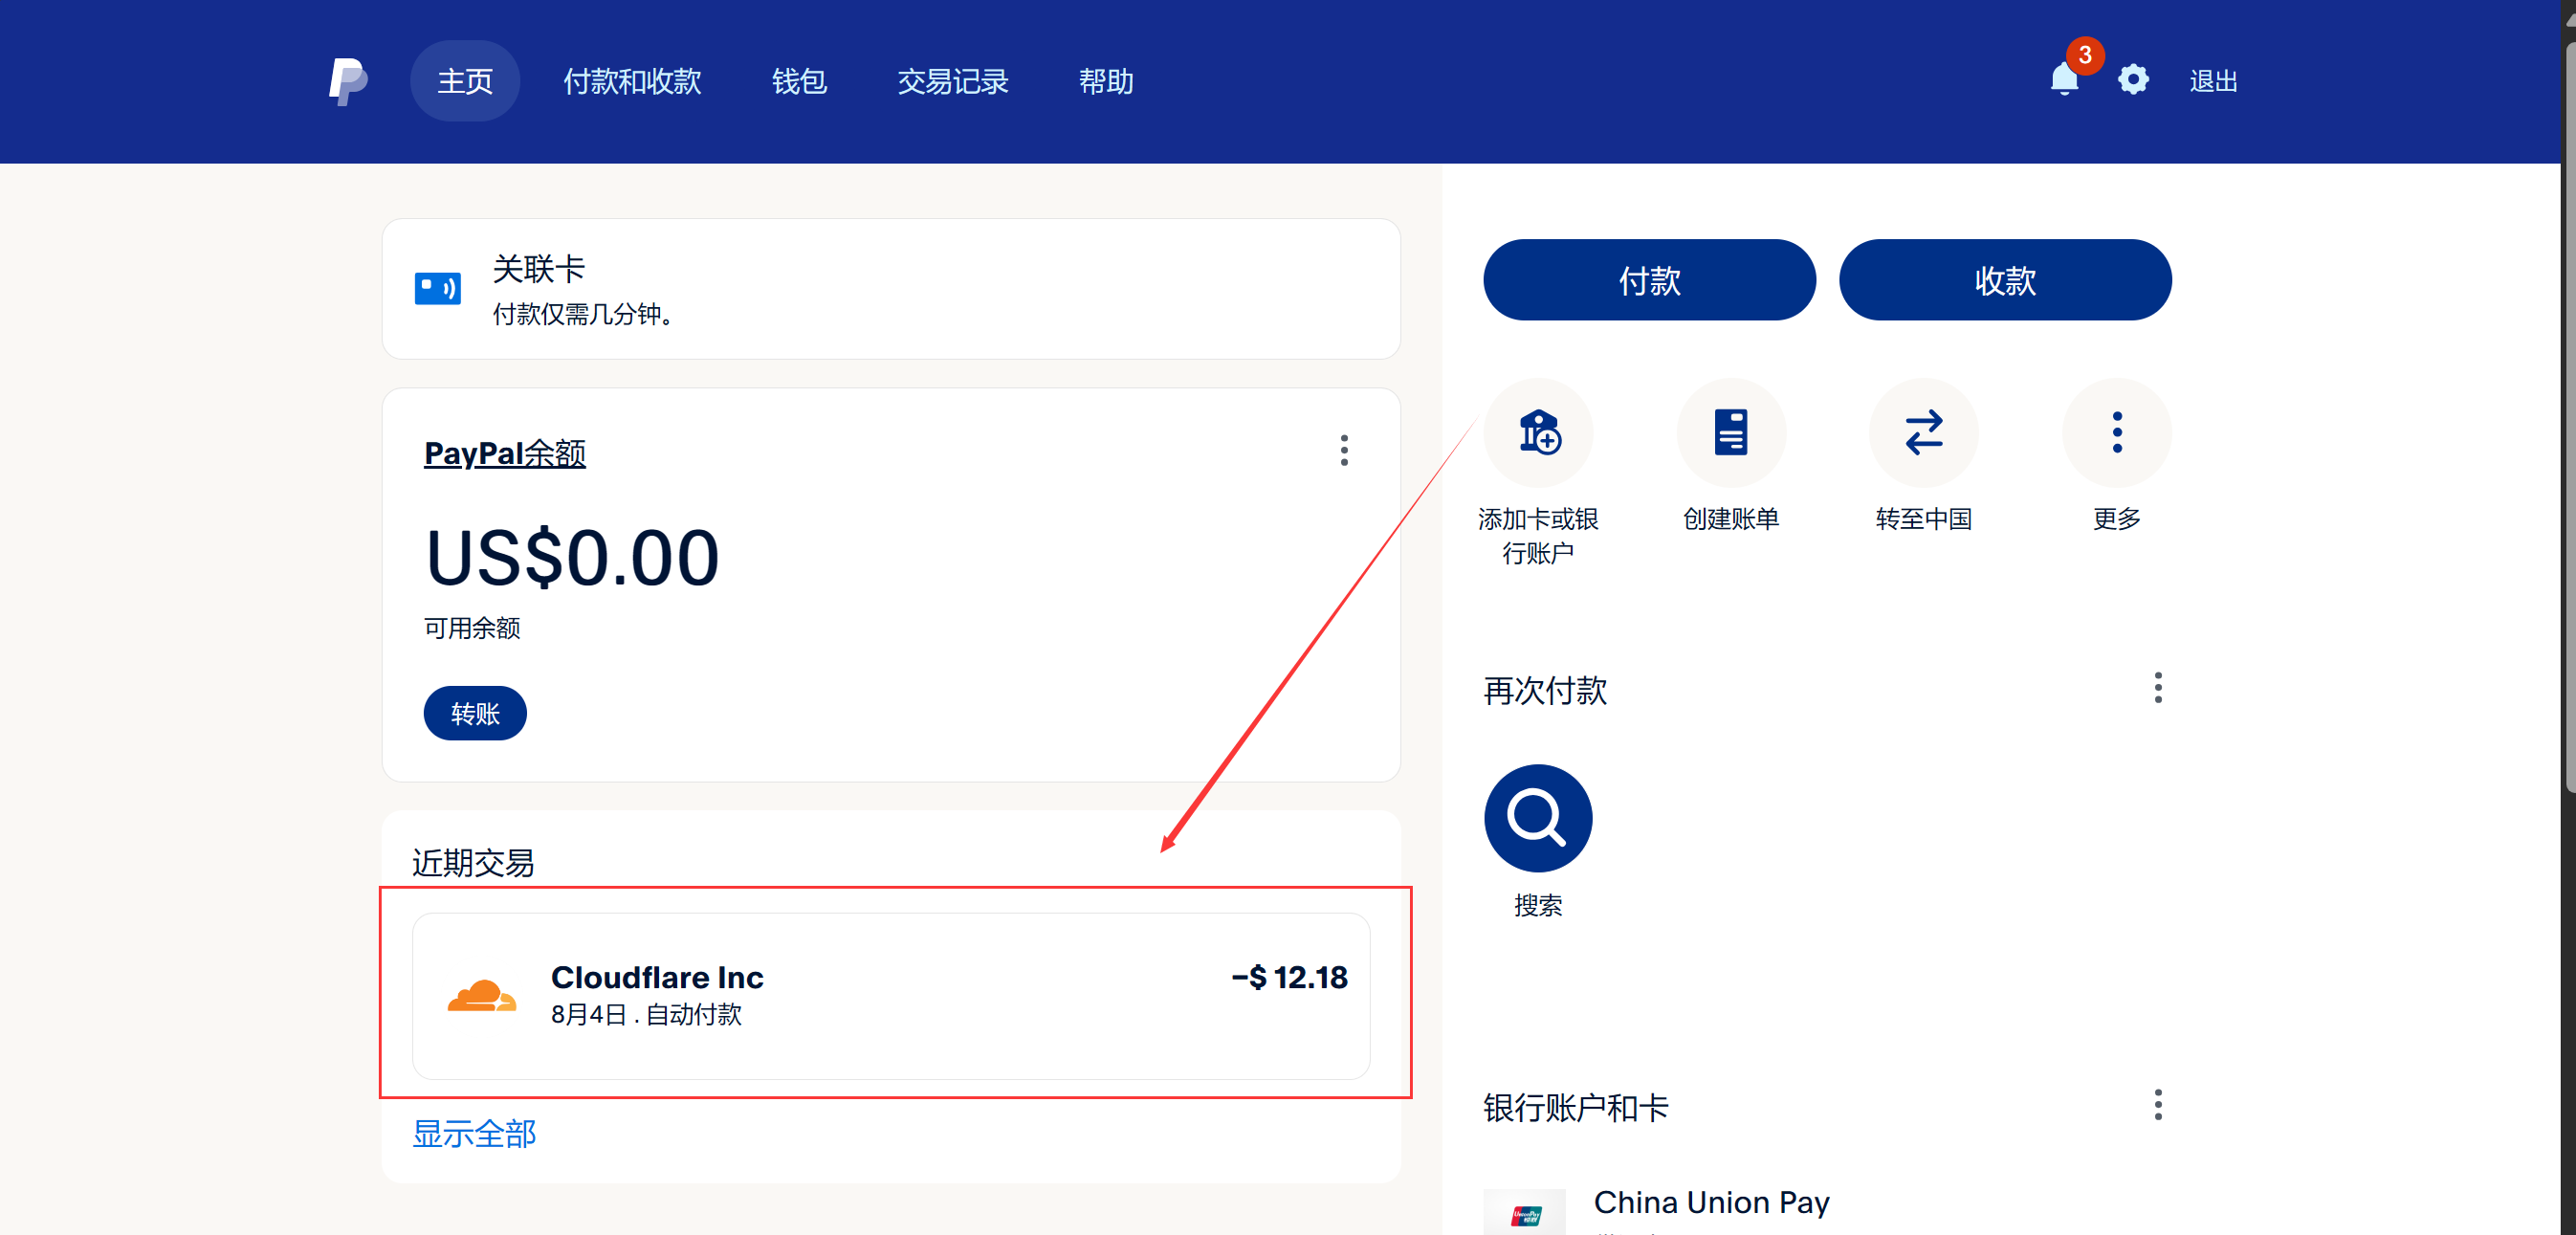 主页
付款和收款
钱包
交易记录
帮助
3
退出
关联卡
付款仅需几分钟。
PayPal余额
US$0.00
可用余额
转账
近期交易
Cloudflare Inc
−$ 12.18
8月4日 . 自动付款
显示全部
付款
收款
添加卡或银
行账户
创建账单
转至中国
更多
再次付款
搜索
银行账户和卡
UnionPay
银联
China Union Pay